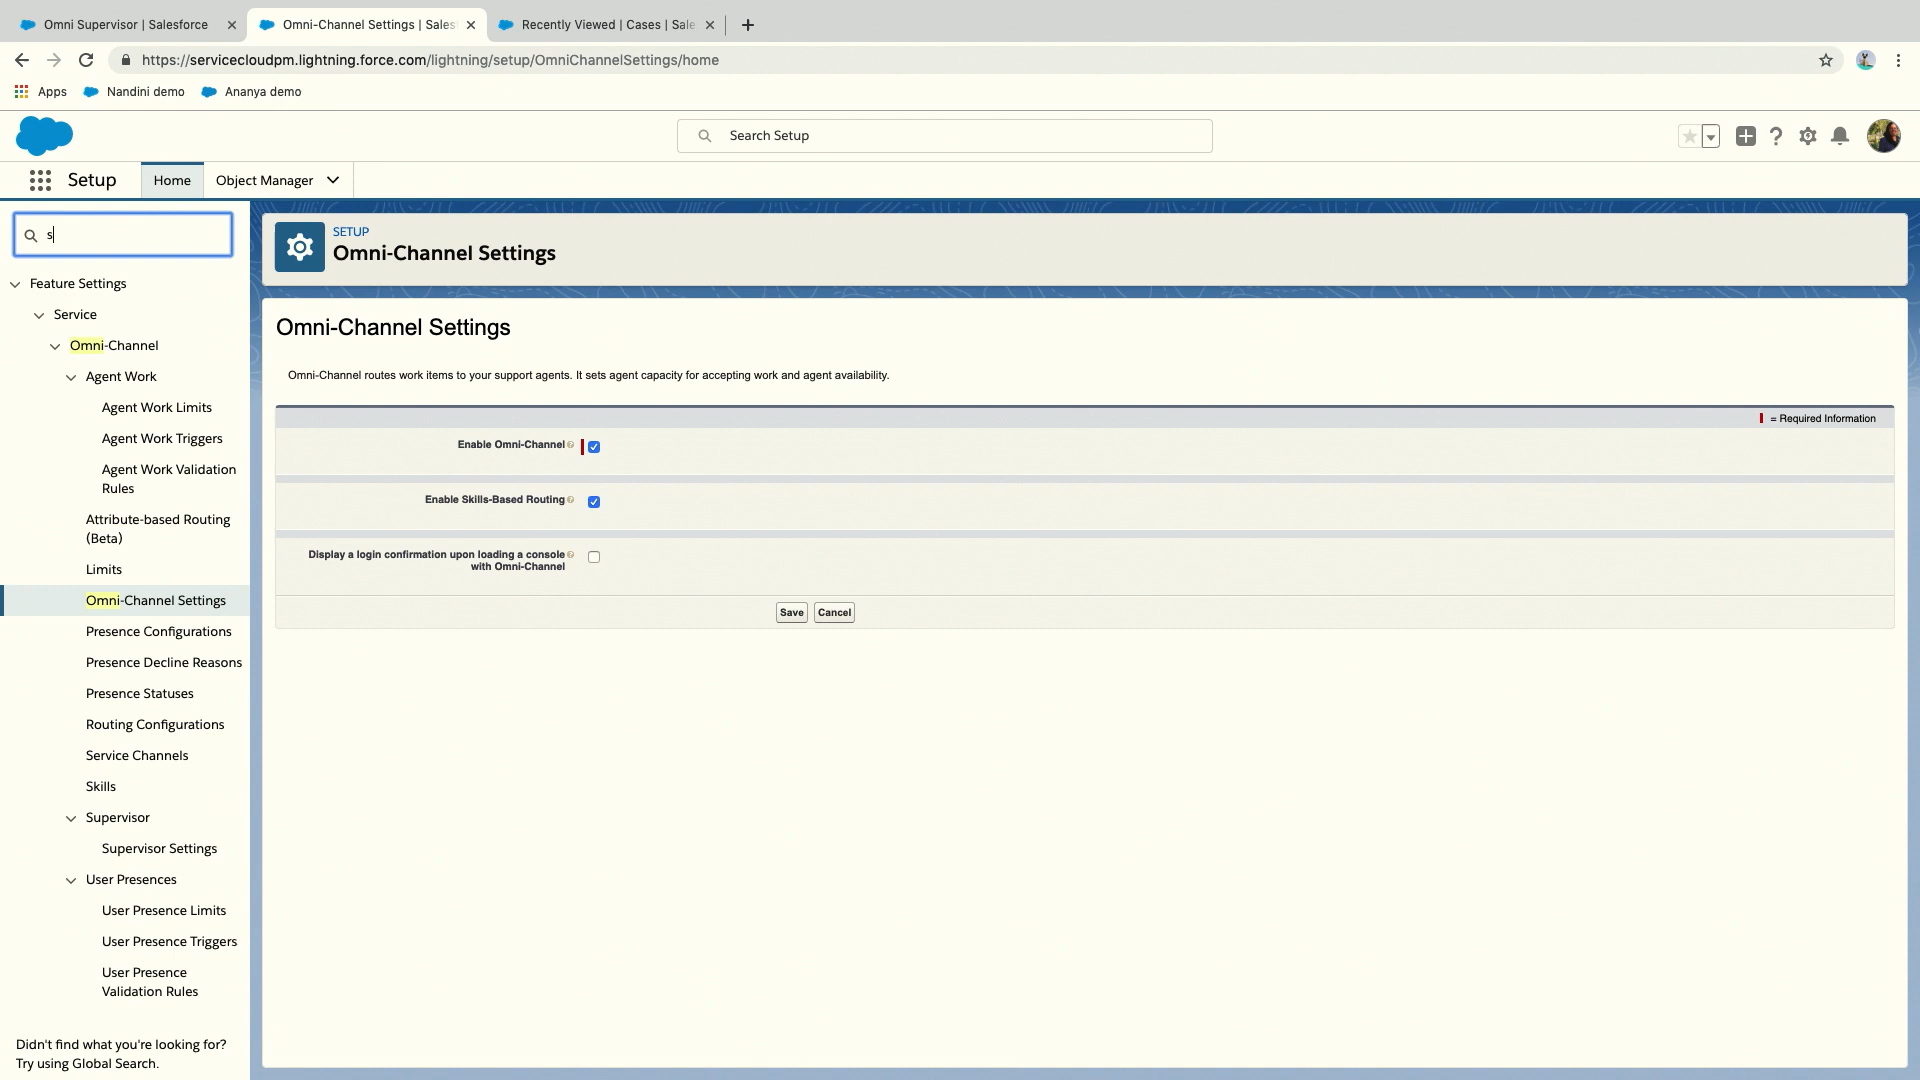 Omni Supervisor | Salesforce
Omni-Channel Settings | Sales
Recently Viewed | Cases | Sale
https://servicecloudpm.lightning.force.com/lightning/setup/OmniChannelSettings/home
Apps
Nandini demo
Ananya demo
Search Setup
Setup
Home
Object Manager
s
Feature Settings
Service
Omni-Channel
Agent Work
Agent Work Limits
Agent Work Triggers
Agent Work Validation
Rules
Attribute-based Routing
(Beta)
Limits
Omni-Channel Settings
Presence Configurations
Presence Decline Reasons
Presence Statuses
Routing Configurations
Service Channels
Skills
Supervisor
Supervisor Settings
User Presences
User Presence Limits
User Presence Triggers
User Presence
Validation Rules
Didn't find what you're looking for?
Try using Global Search.
SETUP
Omni-Channel Settings
Omni-Channel Settings
Omni-Channel routes work items to your support agents. It sets agent capacity for accepting work and agent availability.
= Required Information
Enable Omni-Channel
Enable Skills-Based Routing
Display a login confirmation upon loading a console
with Omni-Channel
Save
Cancel